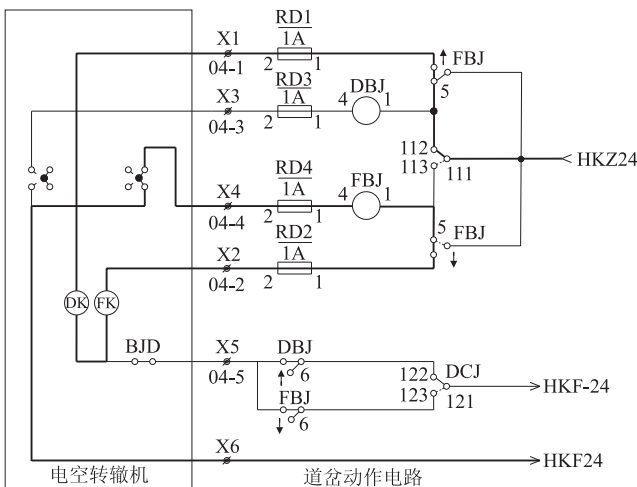 RD1
X1
1A
FBJ
04-1
2
1
5
RD3
X3
1A
DBJ
4
1
04-3
2
1
112
113
111
HKZ24
RD4
X4
1A
FBJ
4
1
04-4
2
1
5
FBJ
RD2
X2
1A
04-2
2
1
DK
FK
BJD
X5
DBJ
04-5
6
122
DCJ
FBJ
123
121
HKF-24
6
X6
HKF24
电空转辙机
道岔动作电路